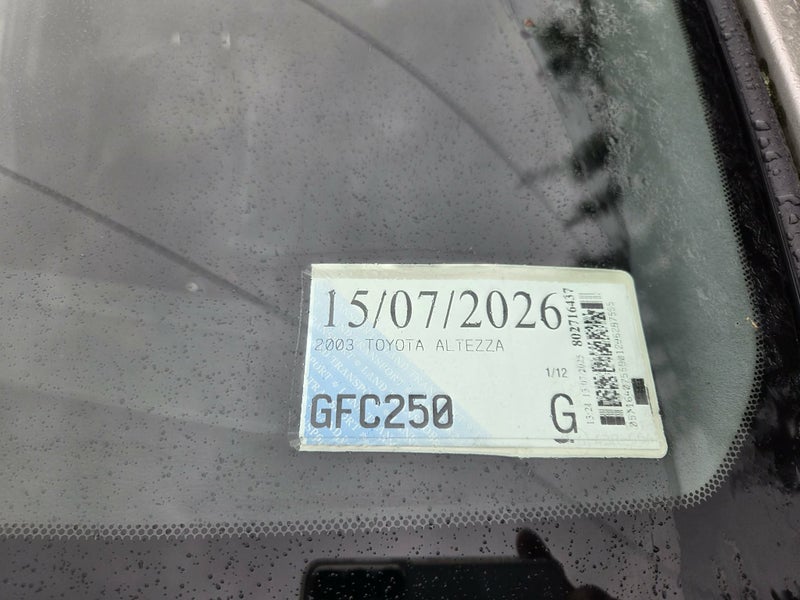 15/07/2026
2003 TOYOTA ALTEZZA
1/12
GFC250
G
802716437